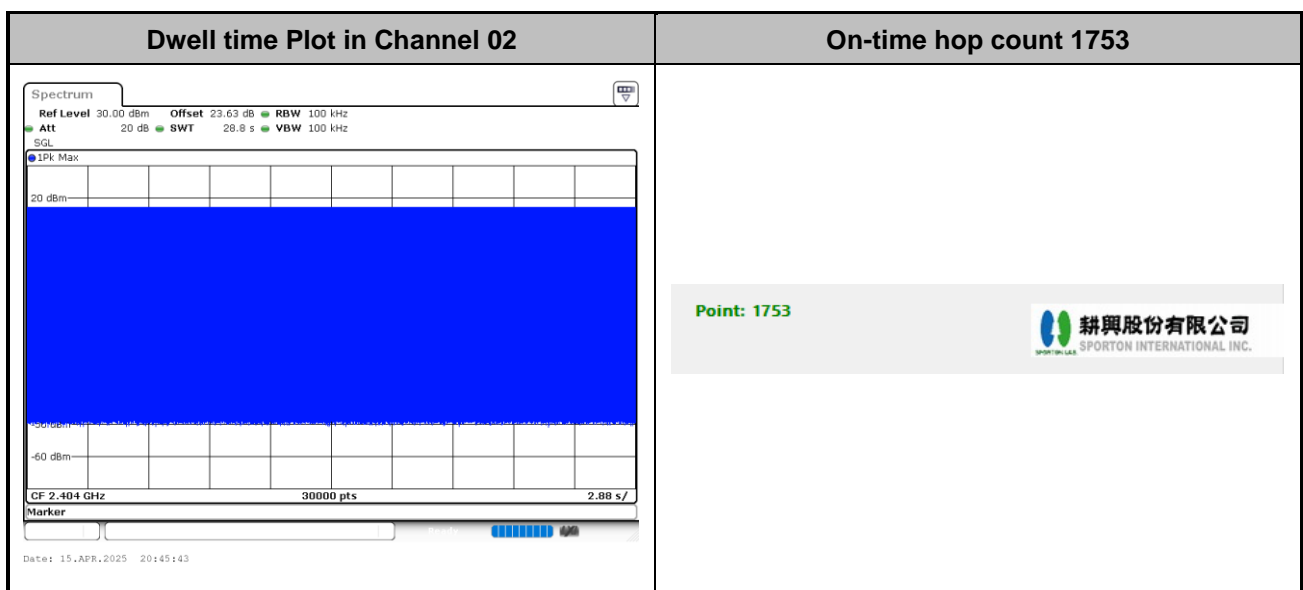 Dwell time Plot in Channel 02
On-time hop count 1753
Spectrum
Ref Level 30.00 dBm Offset 23.63 dB RBW 100 kHz
Att 20 dB SWT 28.8 s VBW 100 kHz
SGL
1Pk Max
20 dBm
-60 dBm
CF 2.404 GHz 30000 pts 2.88 s/
Marker
Date: 15.APR.2025 20:45:43
Point: 1753
耕興股份有限公司
SPORTON LAB. SPORTON INTERNATIONAL INC.